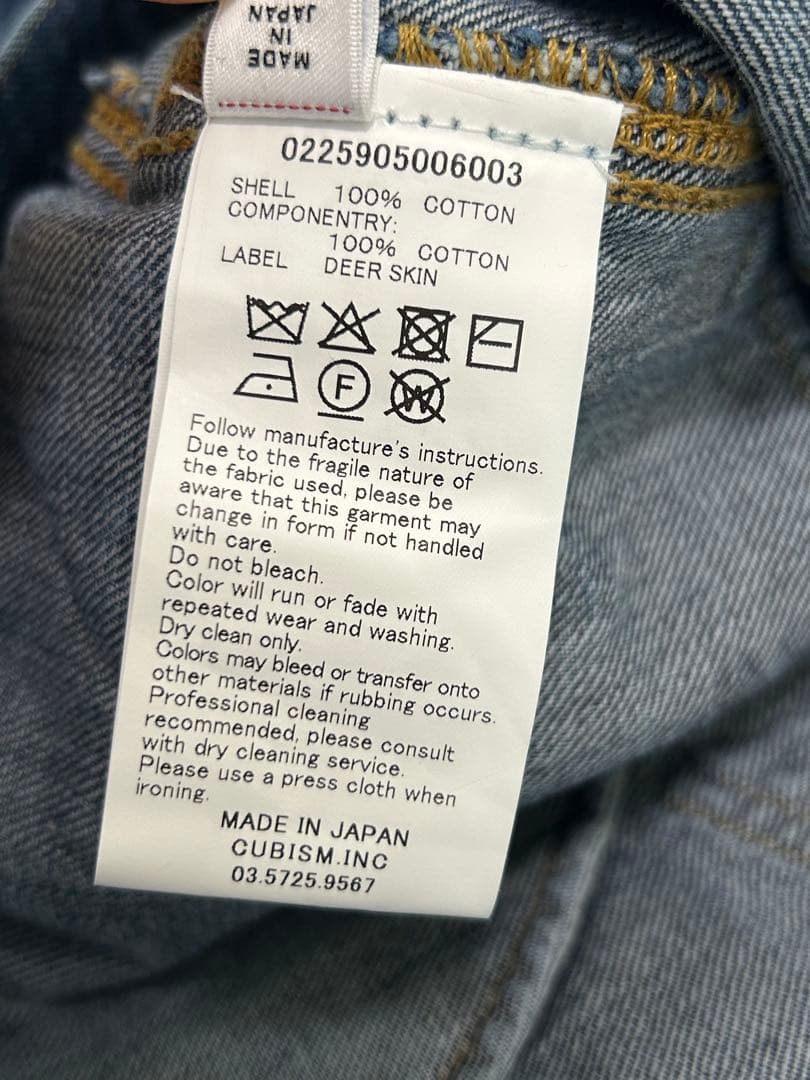 MADE
IN
JAPAN
0225905006003
SHELL 100% COTTON
COMPONENTRY:
100% COTTON
LABEL DEER SKIN
F
W
Follow manufacture's instructions.
Due to the fragile nature of
the fabric used, please be
aware that this garment may
change in form if not handled
with care.
Do not bleach.
Color will run or fade with
repeated wear and washing.
Dry clean only.
Colors may bleed or transfer onto
other materials if rubbing occurs.
Professional cleaning
recommended, please consult
with dry cleaning service.
Please use a press cloth when
ironing.
MADE IN JAPAN
CUBISM.INC
03.5725.9567